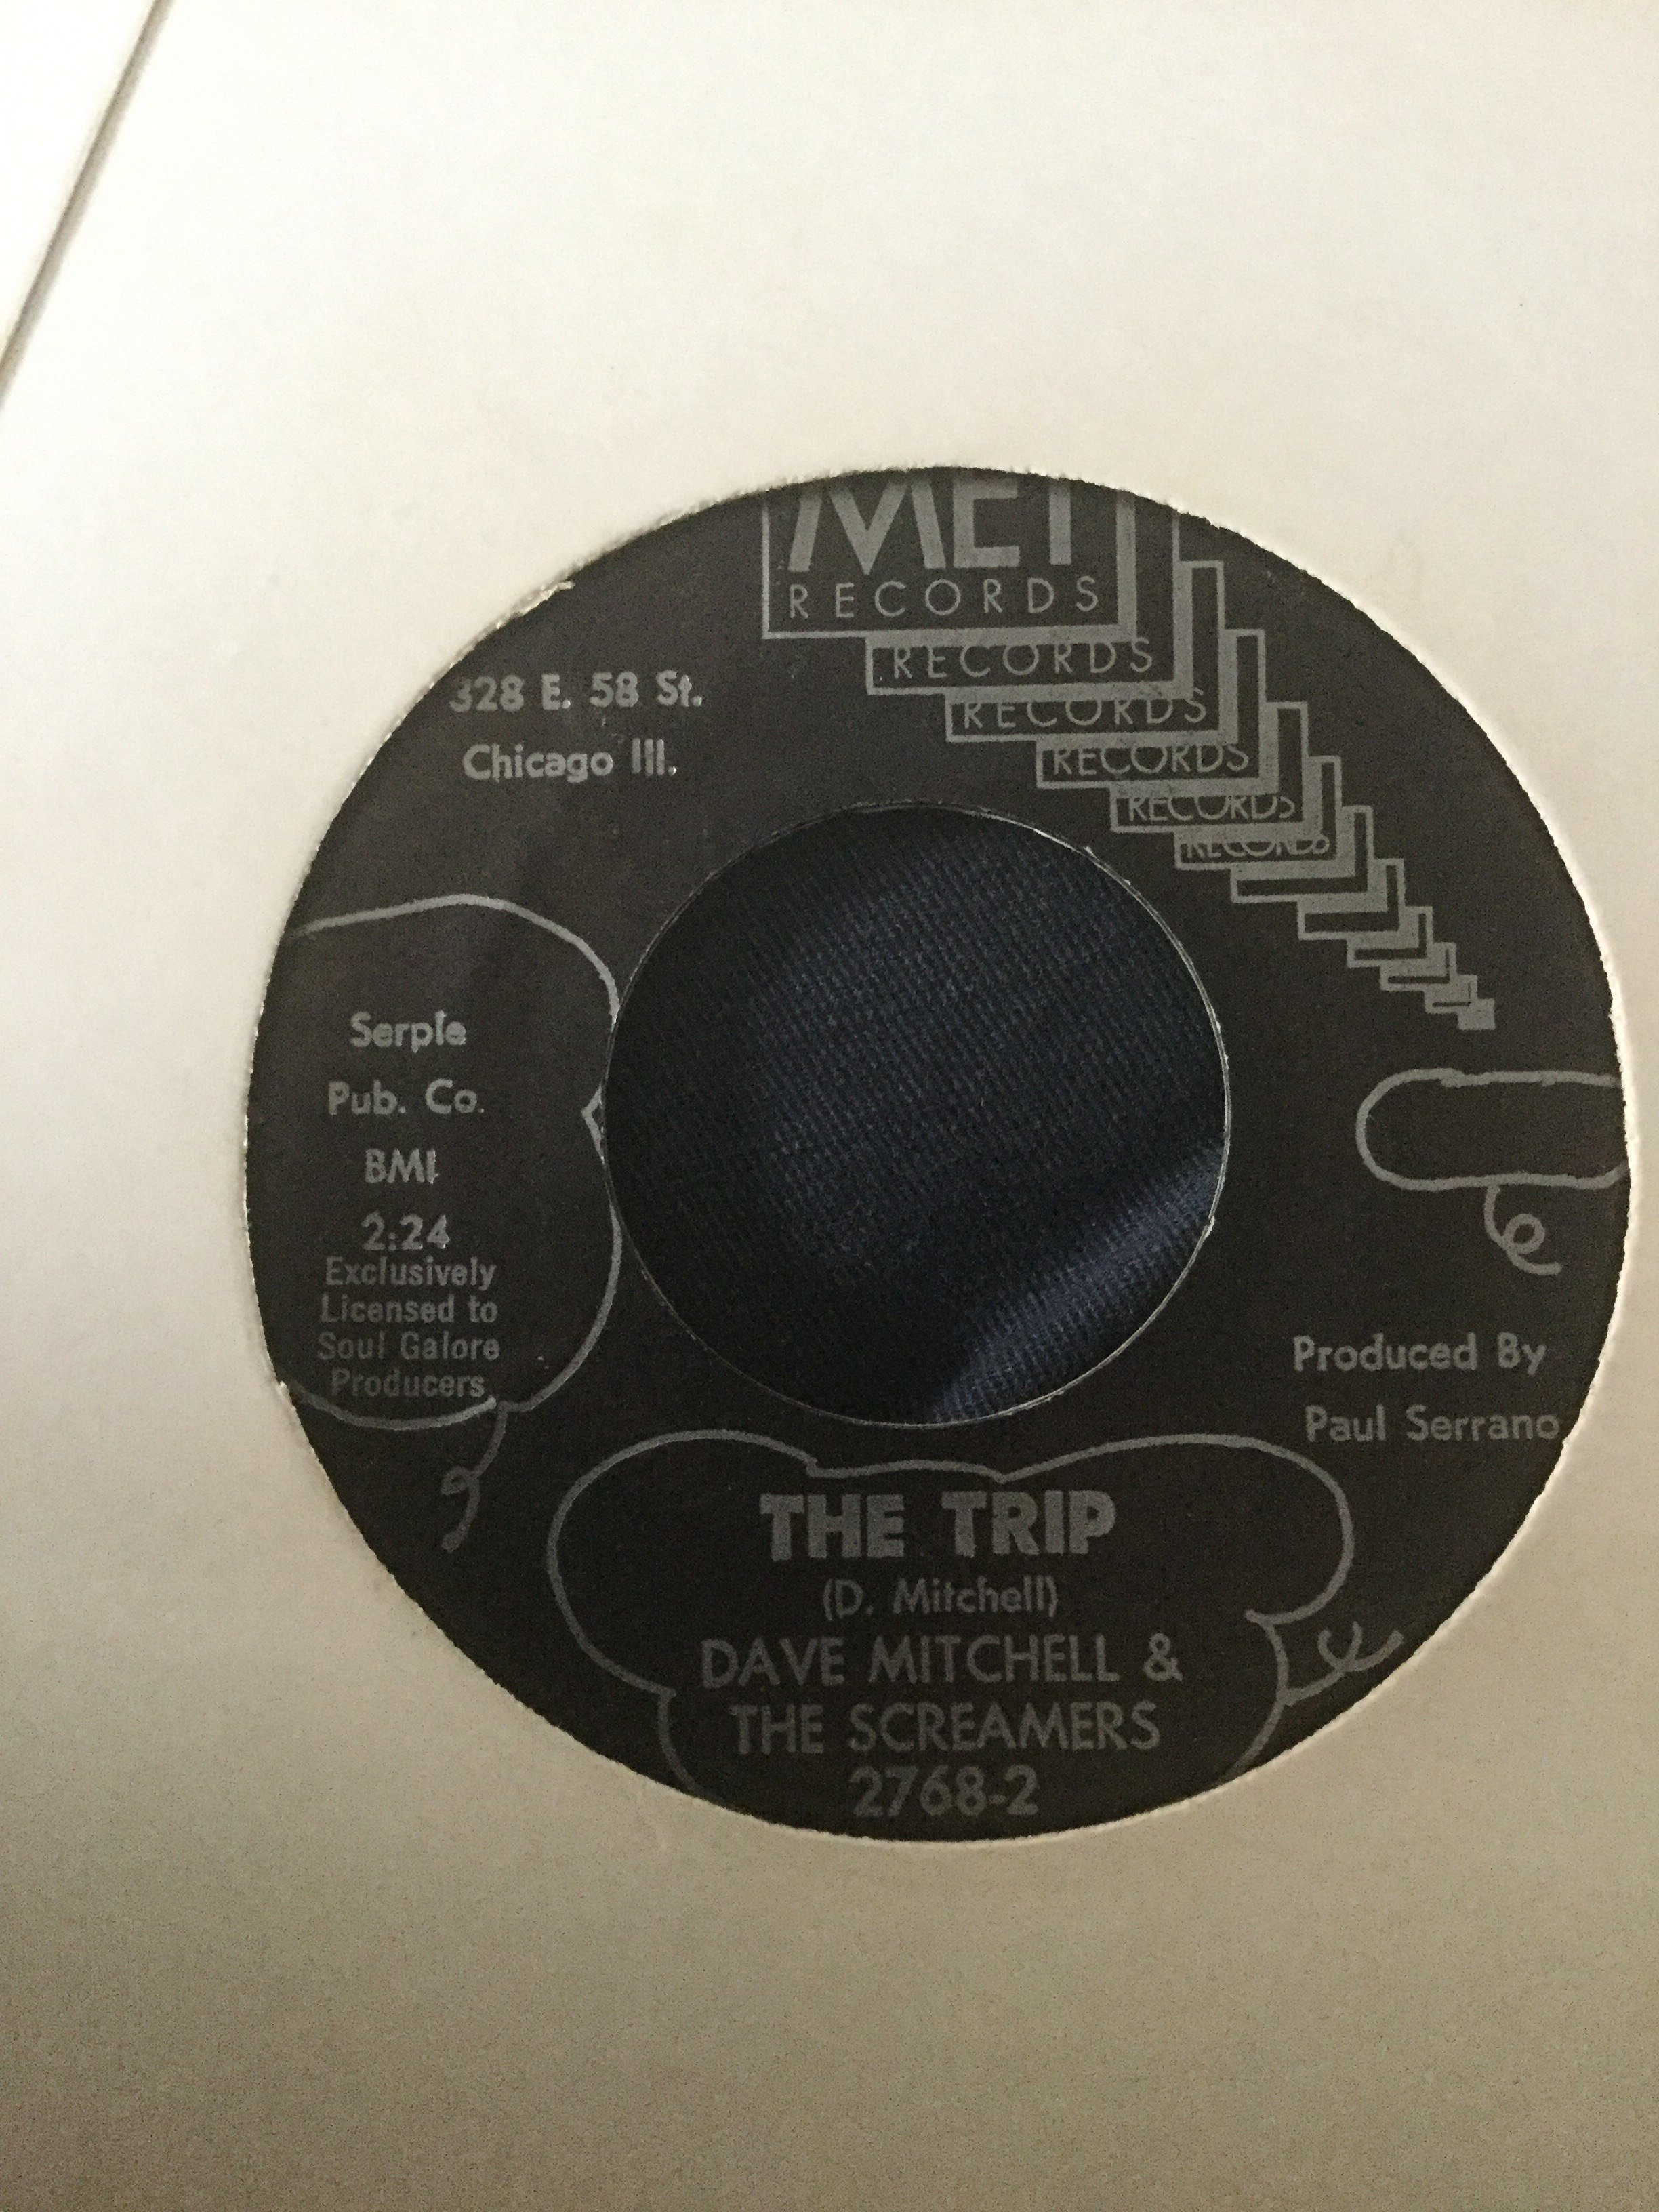 MET
RECORDS
RECORDS
RECORDS
RECORDS
RECORDS
RECORDS
328 E. 58 St.
Chicago Ill.
Serple
Pub. Co.
BMI
2:24
Exclusively
Licensed to
Soul Galore
Producers.
Produced By
Paul Serrano
THE TRIP
(D. Mitchell)
DAVE MITCHELL &
THE SCREAMERS
2768-2